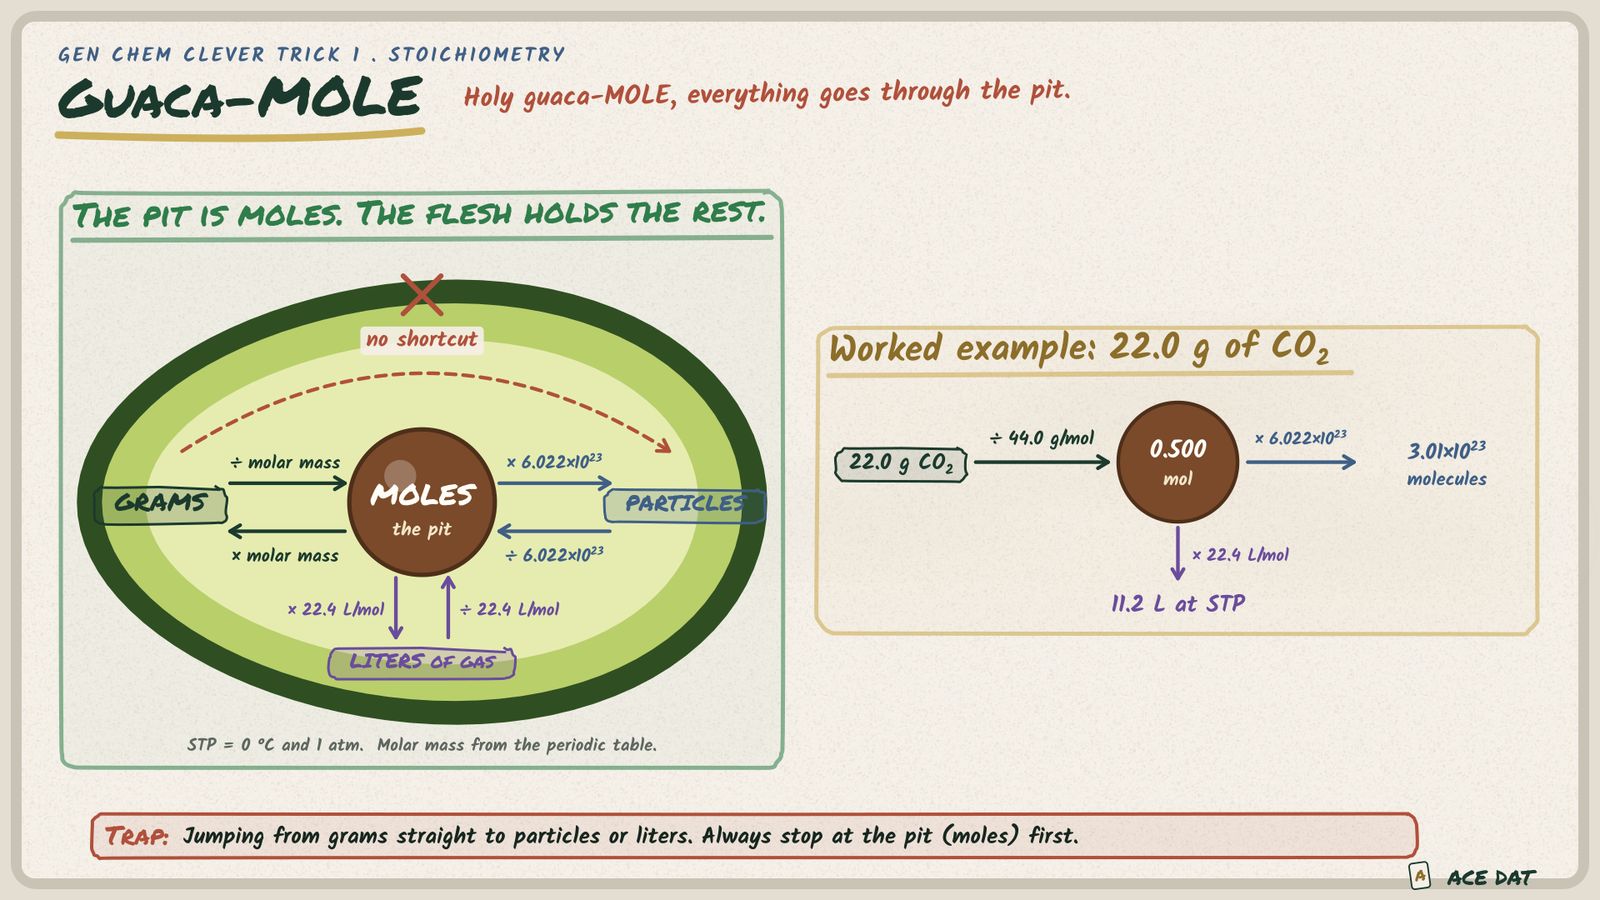 GEN CHEM CLEVER TRICK 1 . STOICHIOMETRY
GUACA-MOLE
Holy guaca-MOLE, everything goes through the pit.
THE PIT IS MOLES. THE FLESH HOLDS THE REST.
no shortcut
÷ molar mass
× 6.022×10²³
GRAMS
MOLES
the pit
PARTICLES
× molar mass
÷ 6.022×10²³
× 22.4 L/mol
÷ 22.4 L/mol
LITERS OF GAS
STP = 0 °C and 1 atm. Molar mass from the periodic table.
Worked example: 22.0 g of CO₂
22.0 g CO₂
÷ 44.0 g/mol
0.500
mol
× 6.022×10²³
3.01×10²³
molecules
× 22.4 L/mol
11.2 L at STP
TRAP: Jumping from grams straight to particles or liters. Always stop at the pit (moles) first.
A ACE DAT